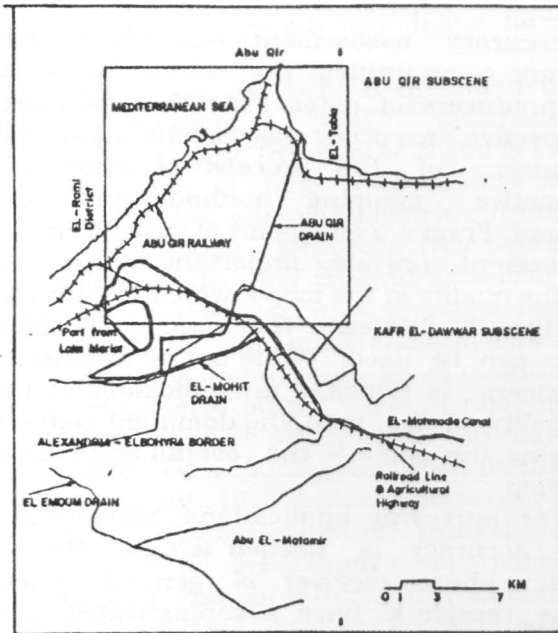 Abu Qir
ABU QIR SUBSCENE
MEDITERRANEAN SEA
EL-Tabia
EL-Raml
District
ABU QIR RAILWAY
ABU QIR
DRAIN
Part from
Lake Mariot
KAFR EL-DAWWAR SUBSCENE
EL-MOHIT
DRAIN
EL-Mahmodia Canal
ALEXANDRIA - ELBOHYRA BORDER
Railroad Line
& Agricultural
Highway
EL EMOUM DRAIN
Abu EL-Matamir
0 1 3 7 KM